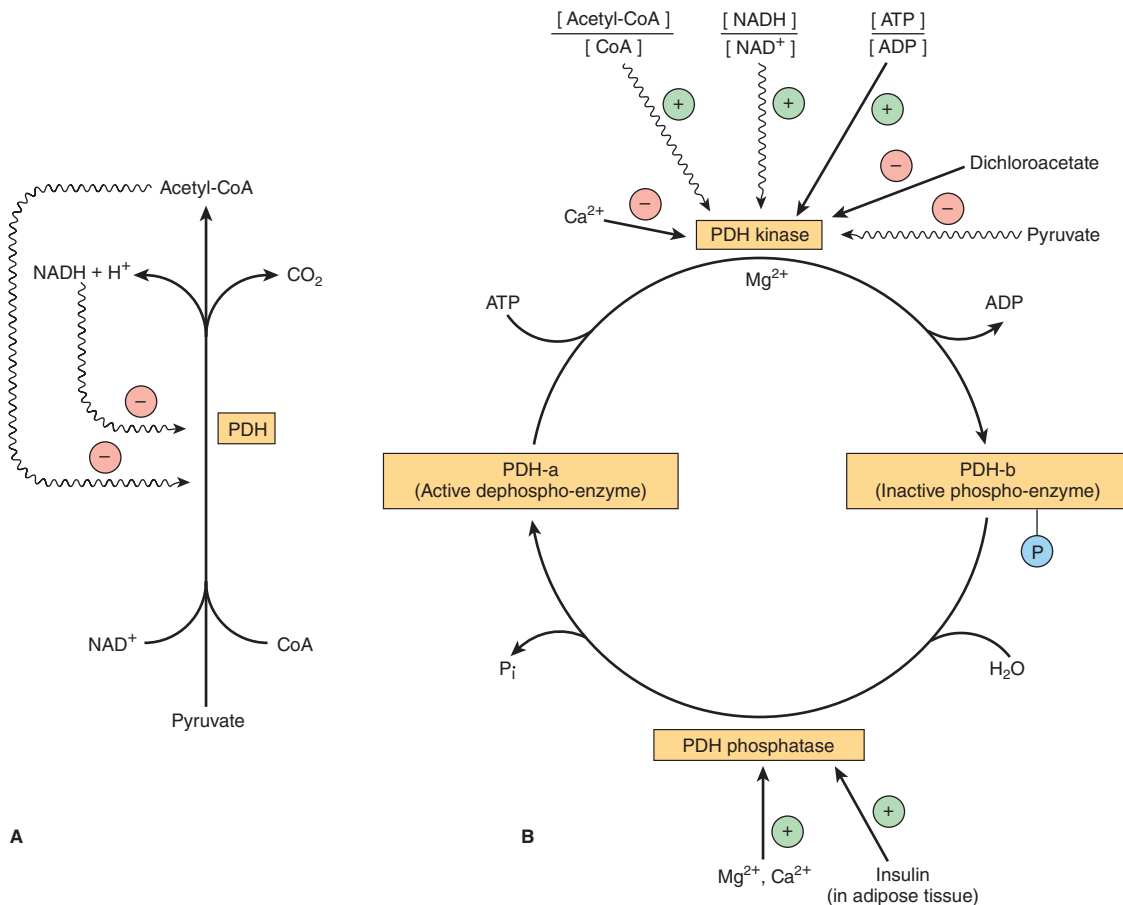 [ Acetyl-CoA ]
[ CoA ]
[ NADH ]
[ NAD⁺ ]
[ ATP ]
[ ADP ]
+
+
+
−
Dichloroacetate
−
Ca²⁺
−
PDH kinase
Pyruvate
Mg²⁺
ATP
ADP
PDH-a
(Active dephospho-enzyme)
PDH-b
(Inactive phospho-enzyme)
P
Pᵢ
H₂O
PDH phosphatase
+
+
Mg²⁺, Ca²⁺
Insulin
(in adipose tissue)
B
Acetyl-CoA
NADH + H⁺
CO₂
−
PDH
−
NAD⁺
CoA
Pyruvate
A